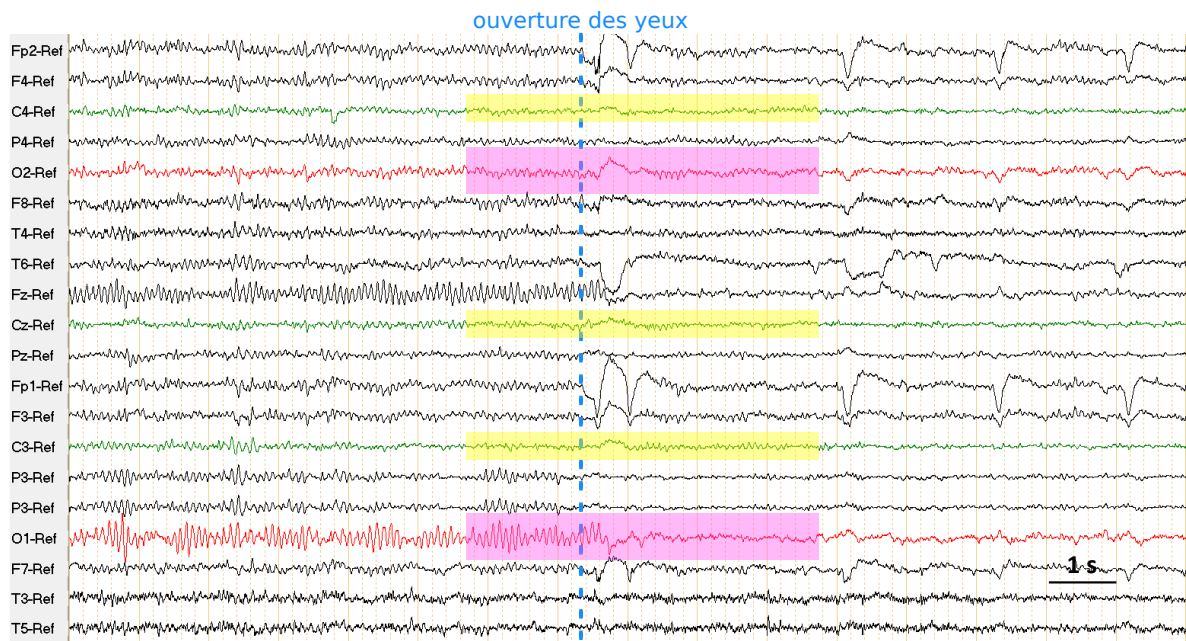 ouverture des yeux
Fp2-Ref
F4-Ref
C4-Ref
P4-Ref
O2-Ref
F8-Ref
T4-Ref
T6-Ref
Fz-Ref
Cz-Ref
Pz-Ref
Fp1-Ref
F3-Ref
C3-Ref
P3-Ref
P3-Ref
O1-Ref
F7-Ref
1 s
T3-Ref
T5-Ref